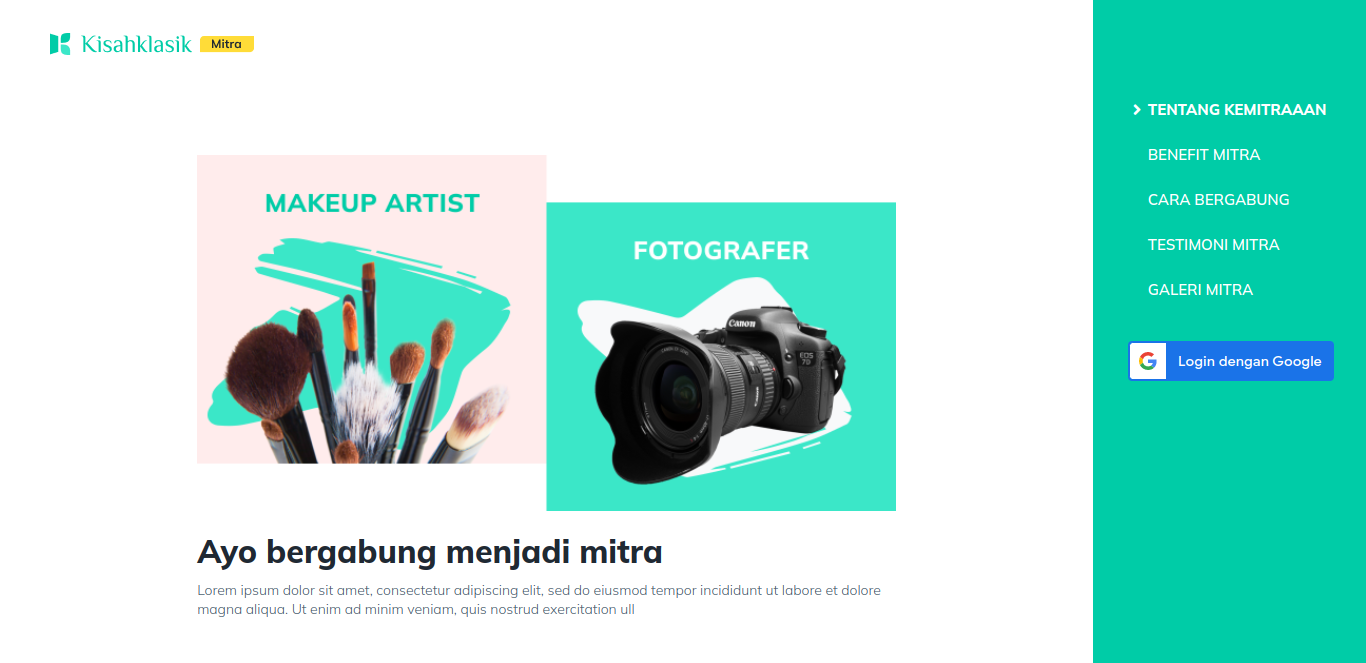 Kisahklasik Mitra
TENTANG KEMITRAAAN
BENEFIT MITRA
CARA BERGABUNG
TESTIMONI MITRA
GALERI MITRA
Login dengan Google
MAKEUP ARTIST
FOTOGRAFER
Canon
EOS
7D
Ayo bergabung menjadi mitra
Lorem ipsum dolor sit amet, consectetur adipiscing elit, sed do eiusmod tempor incididunt ut labore et dolore
magna aliqua. Ut enim ad minim veniam, quis nostrud exercitation ull